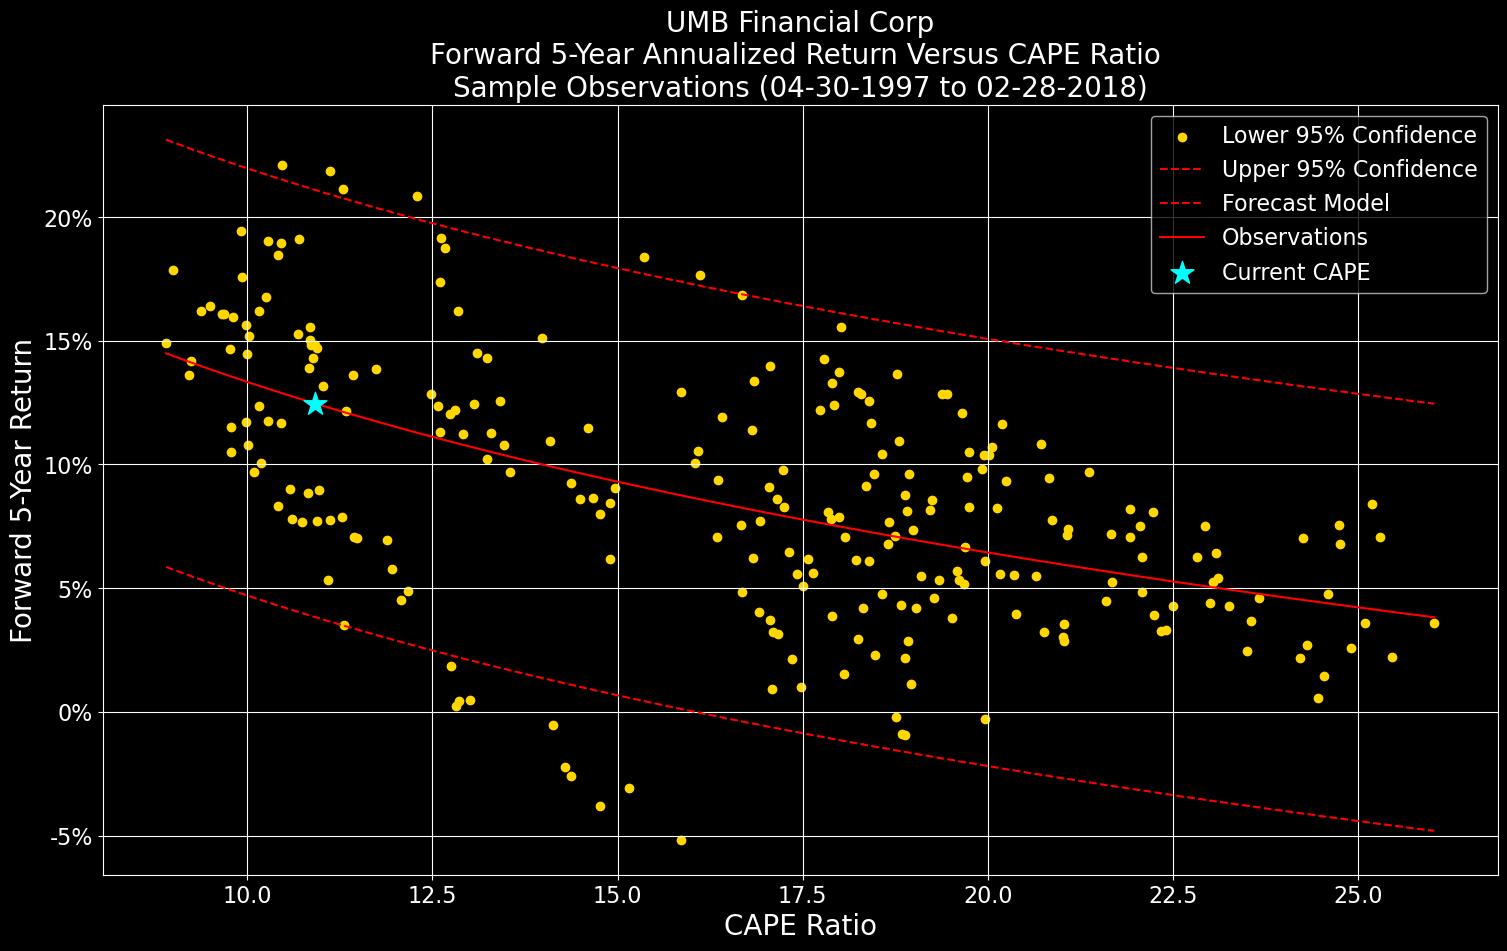 UMB Financial Corp
Forward 5-Year Annualized Return Versus CAPE Ratio
Sample Observations (04-30-1997 to 02-28-2018)
Lower 95% Confidence
Upper 95% Confidence
Forecast Model
Observations
Current CAPE
Forward 5-Year Return
20%
15%
10%
5%
0%
-5%
10.0 12.5 15.0 17.5 20.0 22.5 25.0
CAPE Ratio